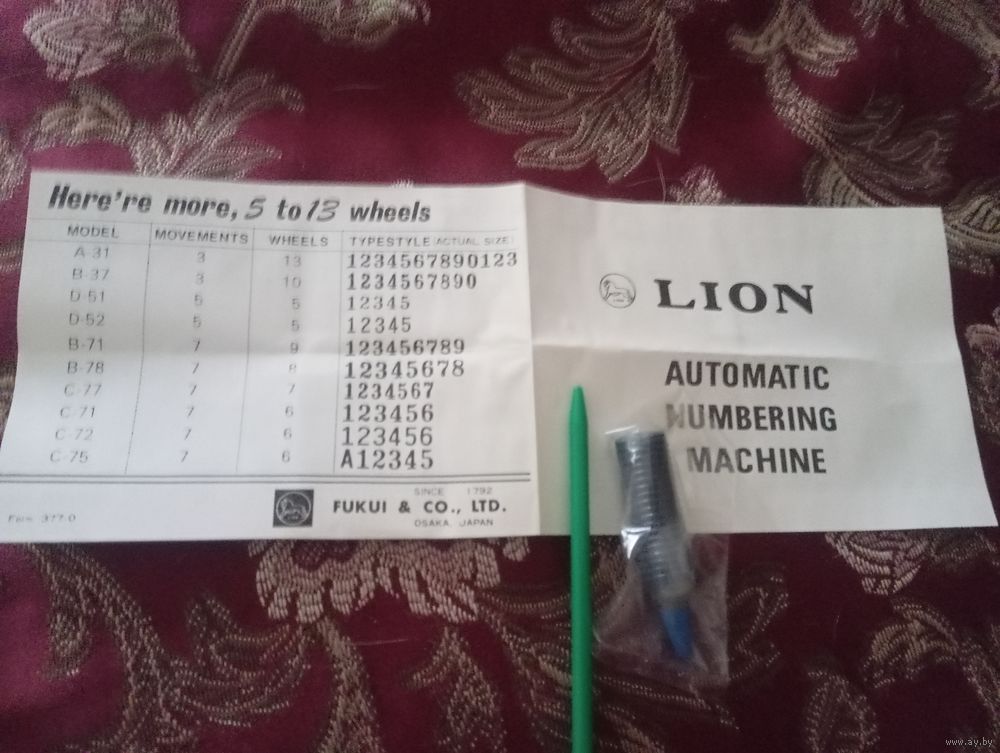 Here're more, 5 to 13 wheels
MODEL MOVEMENTS WHEELS TYPESTYLE (ACTUAL SIZE)
A-31 3 13 1234567890123
B-37 3 10 1234567890
D-51 5 5 12345
D-52 5 5 12345
B-71 7 9 123456789
B-78 7 8 12345678
C-77 7 7 1234567
C-71 7 6 123456
C-72 7 6 123456
C-75 7 6 A12345
SINCE 1792
FUKUI & CO., LTD.
OSAKA, JAPAN
Form 377-0
LION
AUTOMATIC
NUMBERING
MACHINE
www.ay.by